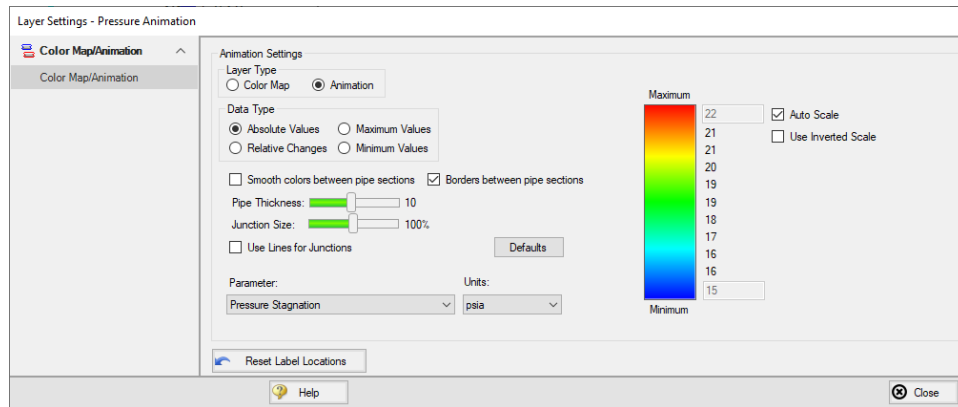 Layer Settings - Pressure Animation
Color Map/Animation
Color Map/Animation
Animation Settings
Layer Type
Color Map Animation
Data Type
Absolute Values Maximum Values
Relative Changes Minimum Values
Smooth colors between pipe sections Borders between pipe sections
Pipe Thickness: 10
Junction Size: 100%
Use Lines for Junctions Defaults
Parameter: Units:
Pressure Stagnation psia
Reset Label Locations
Maximum
22
21
21
20
19
19
18
17
16
16
15
Minimum
Auto Scale
Use Inverted Scale
Help Close